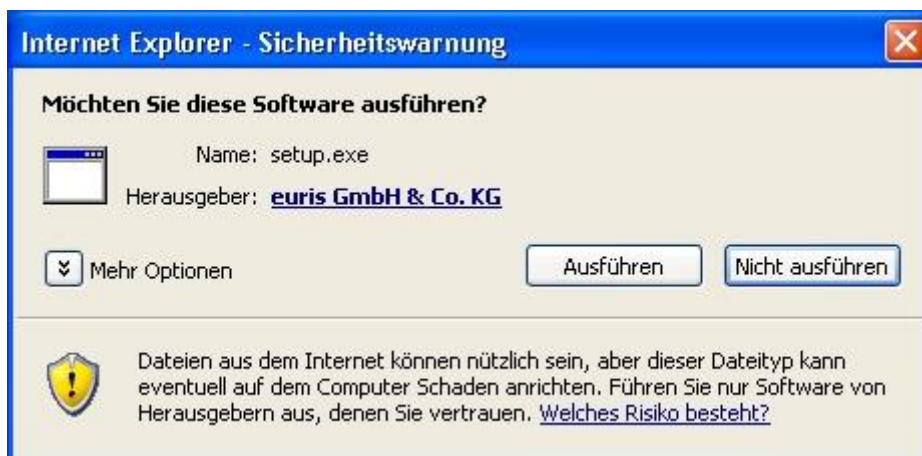 Internet Explorer - Sicherheitswarnung
Möchten Sie diese Software ausführen?
Name: setup.exe
Herausgeber: euris GmbH & Co. KG
Mehr Optionen
Ausführen
Nicht ausführen
Dateien aus dem Internet können nützlich sein, aber dieser Dateityp kann
eventuell auf dem Computer Schaden anrichten. Führen Sie nur Software von
Herausgebern aus, denen Sie vertrauen. Welches Risiko besteht?